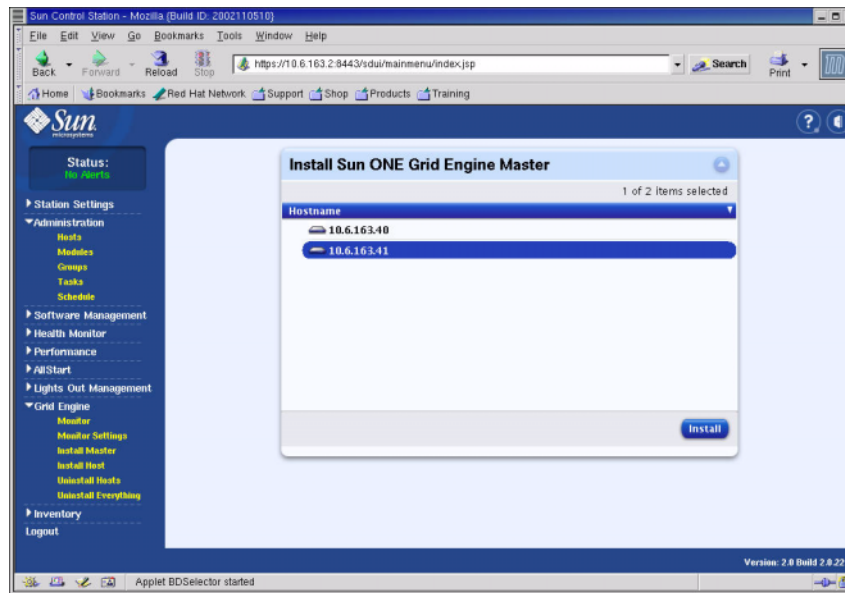 Sun Control Station - Mozilla {Build ID: 2002110510}
File Edit View Go Bookmarks Tools Window Help
Back Forward Reload Stop https://10.6.163.2:8443/sdui/mainmenu/index.jsp Search Print
Home Bookmarks Red Hat Network Support Shop Products Training
Sun
microsystems
Status:
No Alerts
Station Settings
Administration
Hosts
Modules
Groups
Tasks
Schedule
Software Management
Health Monitor
Performance
AllStart
Lights Out Management
Grid Engine
Monitor
Monitor Settings
Install Master
Install Host
Uninstall Hosts
Uninstall Everything
Inventory
Logout
Install Sun ONE Grid Engine Master
1 of 2 items selected
Hostname
10.6.163.40
10.6.163.41
Install
Version: 2.0 Build 2.0.22
Applet BDSelector started